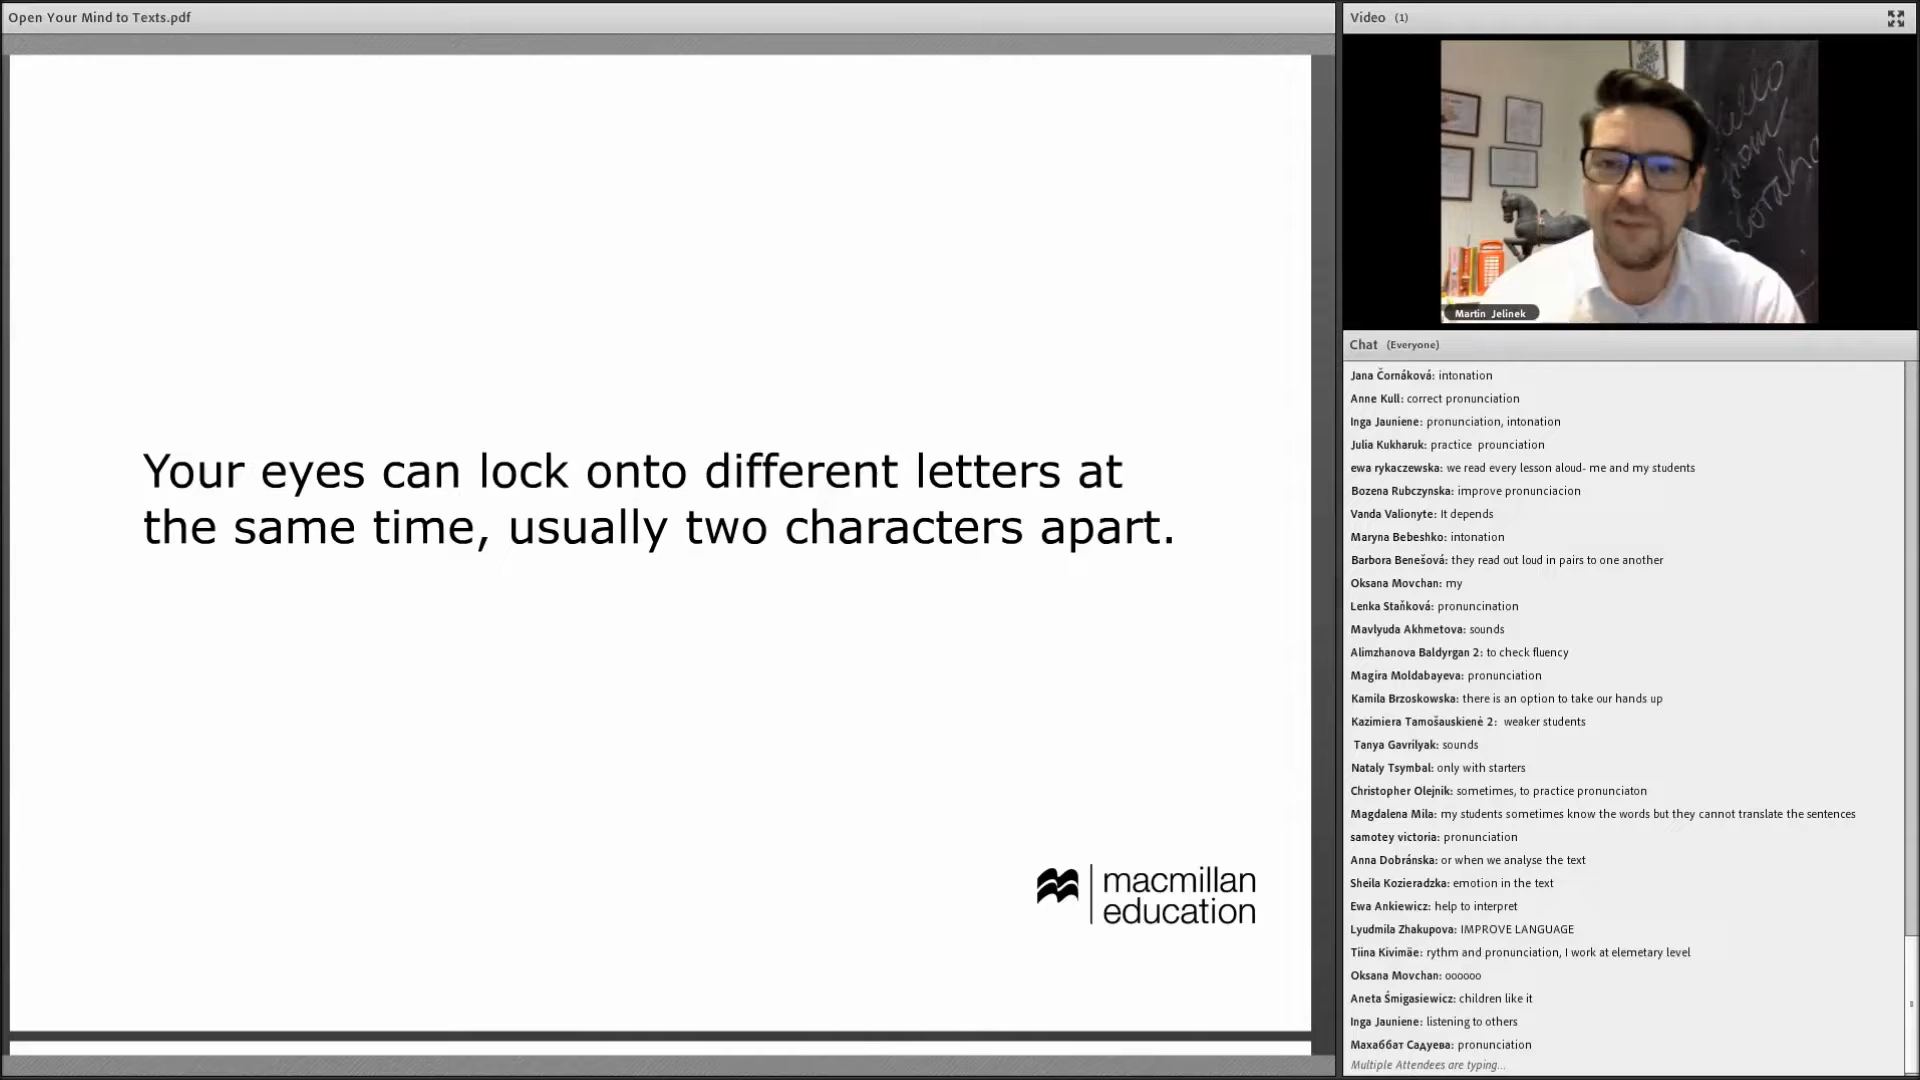 Open Your Mind to Texts.pdf
Your eyes can lock onto different letters at
the same time, usually two characters apart.
macmillan
education
Video (1)
Hello
from
Martin Jelinek
Chat (Everyone)
Jana Čornáková: intonation
Anne Kull: correct pronunciation
Inga Jauniene: pronunciation, intonation
Julia Kukharuk: practice prounciation
ewa rykaczewska: we read every lesson aloud- me and my students
Bozena Rubczynska: improve pronunciacion
Vanda Valionyte: It depends
Maryna Bebeshko: intonation
Barbora Benešová: they read out loud in pairs to one another
Oksana Movchan: my
Lenka Staňková: pronuncination
Mavlyuda Akhmetova: sounds
Alimzhanova Baldyrgan 2: to check fluency
Magira Moldabayeva: pronunciation
Kamila Brzoskowska: there is an option to take our hands up
Kazimiera Tamošauskienė 2: weaker students
Tanya Gavrilyak: sounds
Nataly Tsymbal: only with starters
Christopher Olejnik: sometimes, to practice pronunciaton
Magdalena Mila: my students sometimes know the words but they cannot translate the sentences
samotey victoria: pronunciation
Anna Dobránska: or when we analyse the text
Sheila Kozieradzka: emotion in the text
Ewa Ankiewicz: help to interpret
Lyudmila Zhakupova: IMPROVE LANGUAGE
Tiina Kivimäe: rythm and pronunciation, I work at elemetary level
Oksana Movchan: oooooo
Aneta Śmigasiewicz: children like it
Inga Jauniene: listening to others
Махаббат Садуева: pronunciation
Multiple Attendees are typing...